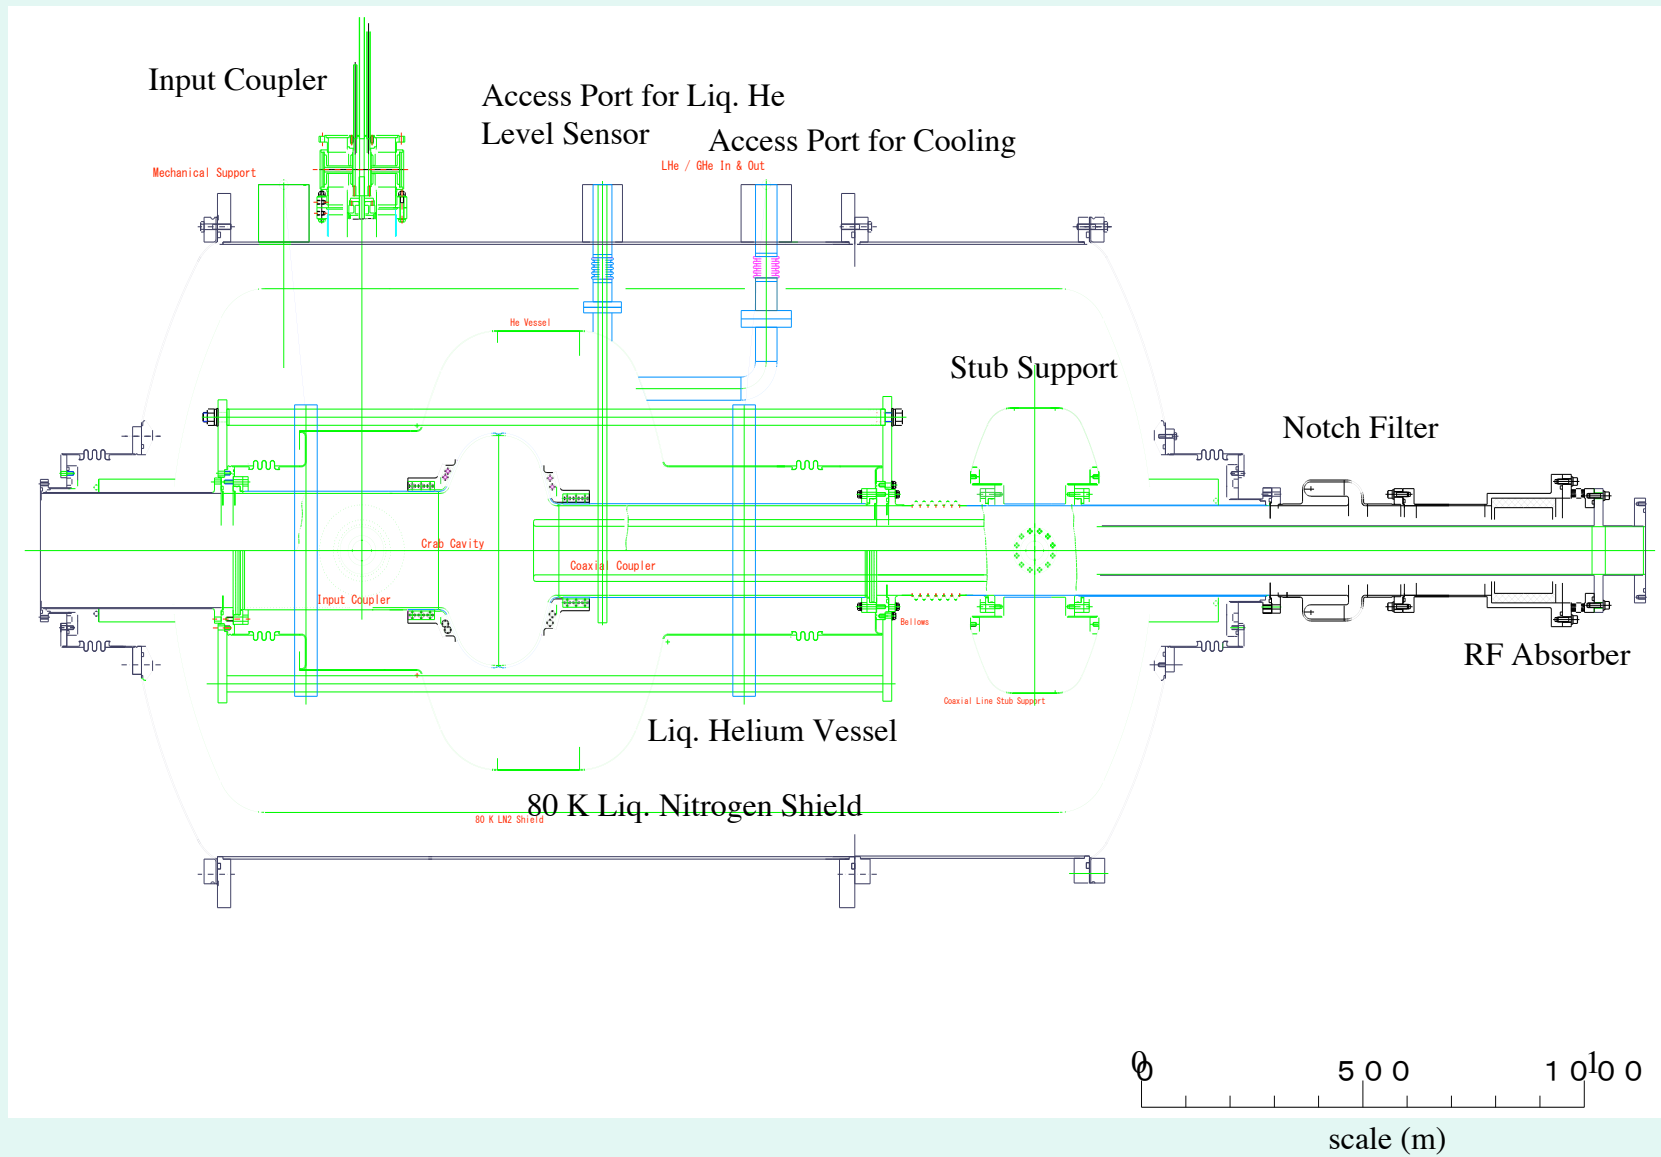 Input Coupler
Access Port for Liq. He
Level Sensor
Access Port for Cooling
Mechanical Support
LHe / GHe In & Out
He Vessel
Stub Support
Notch Filter
Crab Cavity
Coaxial Coupler
Input Coupler
Bellows
RF Absorber
Coaxial Line Stub Support
Liq. Helium Vessel
80 K Liq. Nitrogen Shield
80 K LN2 Shield
0 1
0 500 1000
scale (m)